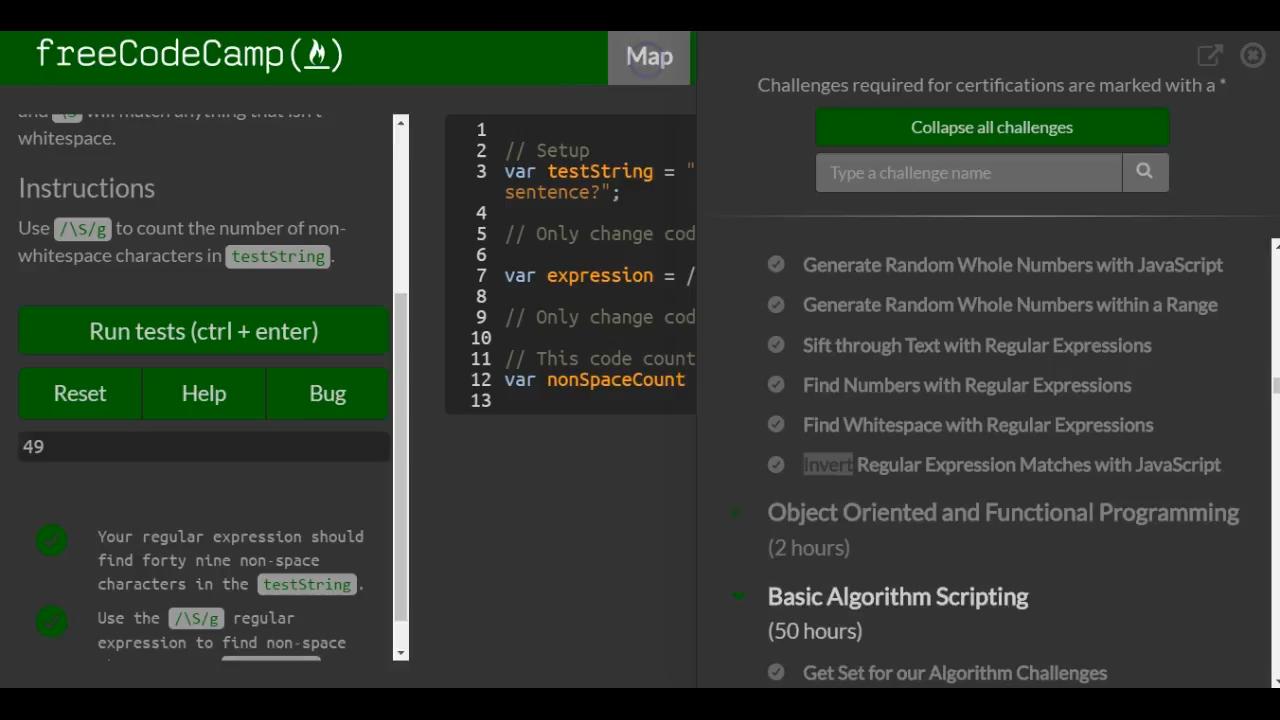 freeCodeCamp(🔥)
Map
whitespace.
Instructions
Use /\S/g to count the number of non-
whitespace characters in testString.
Run tests (ctrl + enter)
Reset Help Bug
49
Your regular expression should
find forty nine non-space
characters in the testString.
Use the /\S/g regular
expression to find non-space
1
2 // Setup
3 var testString = "
sentence?";
4
5 // Only change cod
6
7 var expression = /
8
9 // Only change cod
10
11 // This code count
12 var nonSpaceCount
13
Challenges required for certifications are marked with a *
Collapse all challenges
Type a challenge name
Generate Random Whole Numbers with JavaScript
Generate Random Whole Numbers within a Range
Sift through Text with Regular Expressions
Find Numbers with Regular Expressions
Find Whitespace with Regular Expressions
Invert Regular Expression Matches with JavaScript
Object Oriented and Functional Programming
(2 hours)
Basic Algorithm Scripting
(50 hours)
Get Set for our Algorithm Challenges